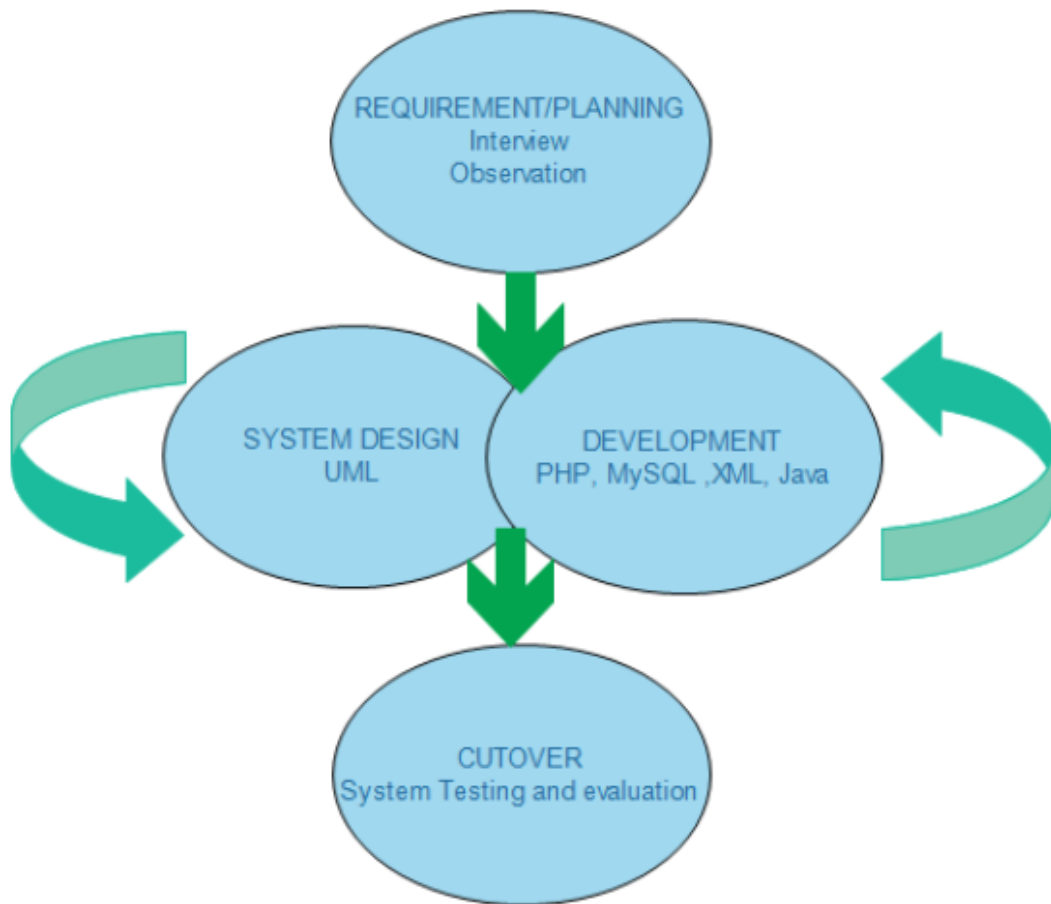 REQUIREMENT/PLANNING
Interview
Observation
SYSTEM DESIGN
UML
DEVELOPMENT
PHP, MySQL ,XML, Java
CUTOVER
System Testing and evaluation